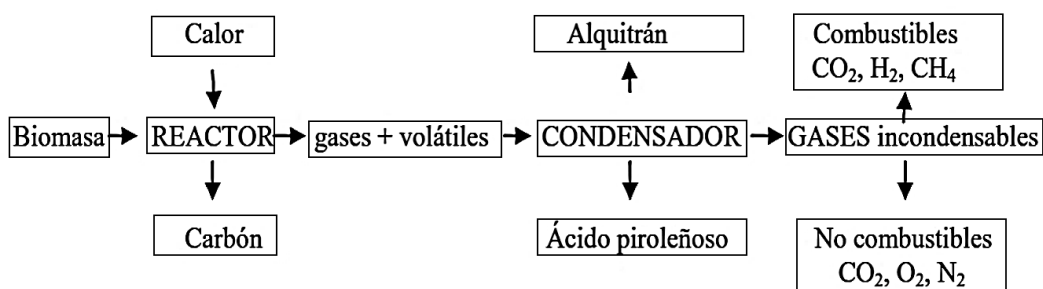 Calor
Alquitrán
Combustibles
CO₂, H₂, CH₄
Biomasa
REACTOR
gases + volátiles
CONDENSADOR
GASES incondensables
Carbón
Ácido piroleñoso
No combustibles
CO₂, O₂, N₂